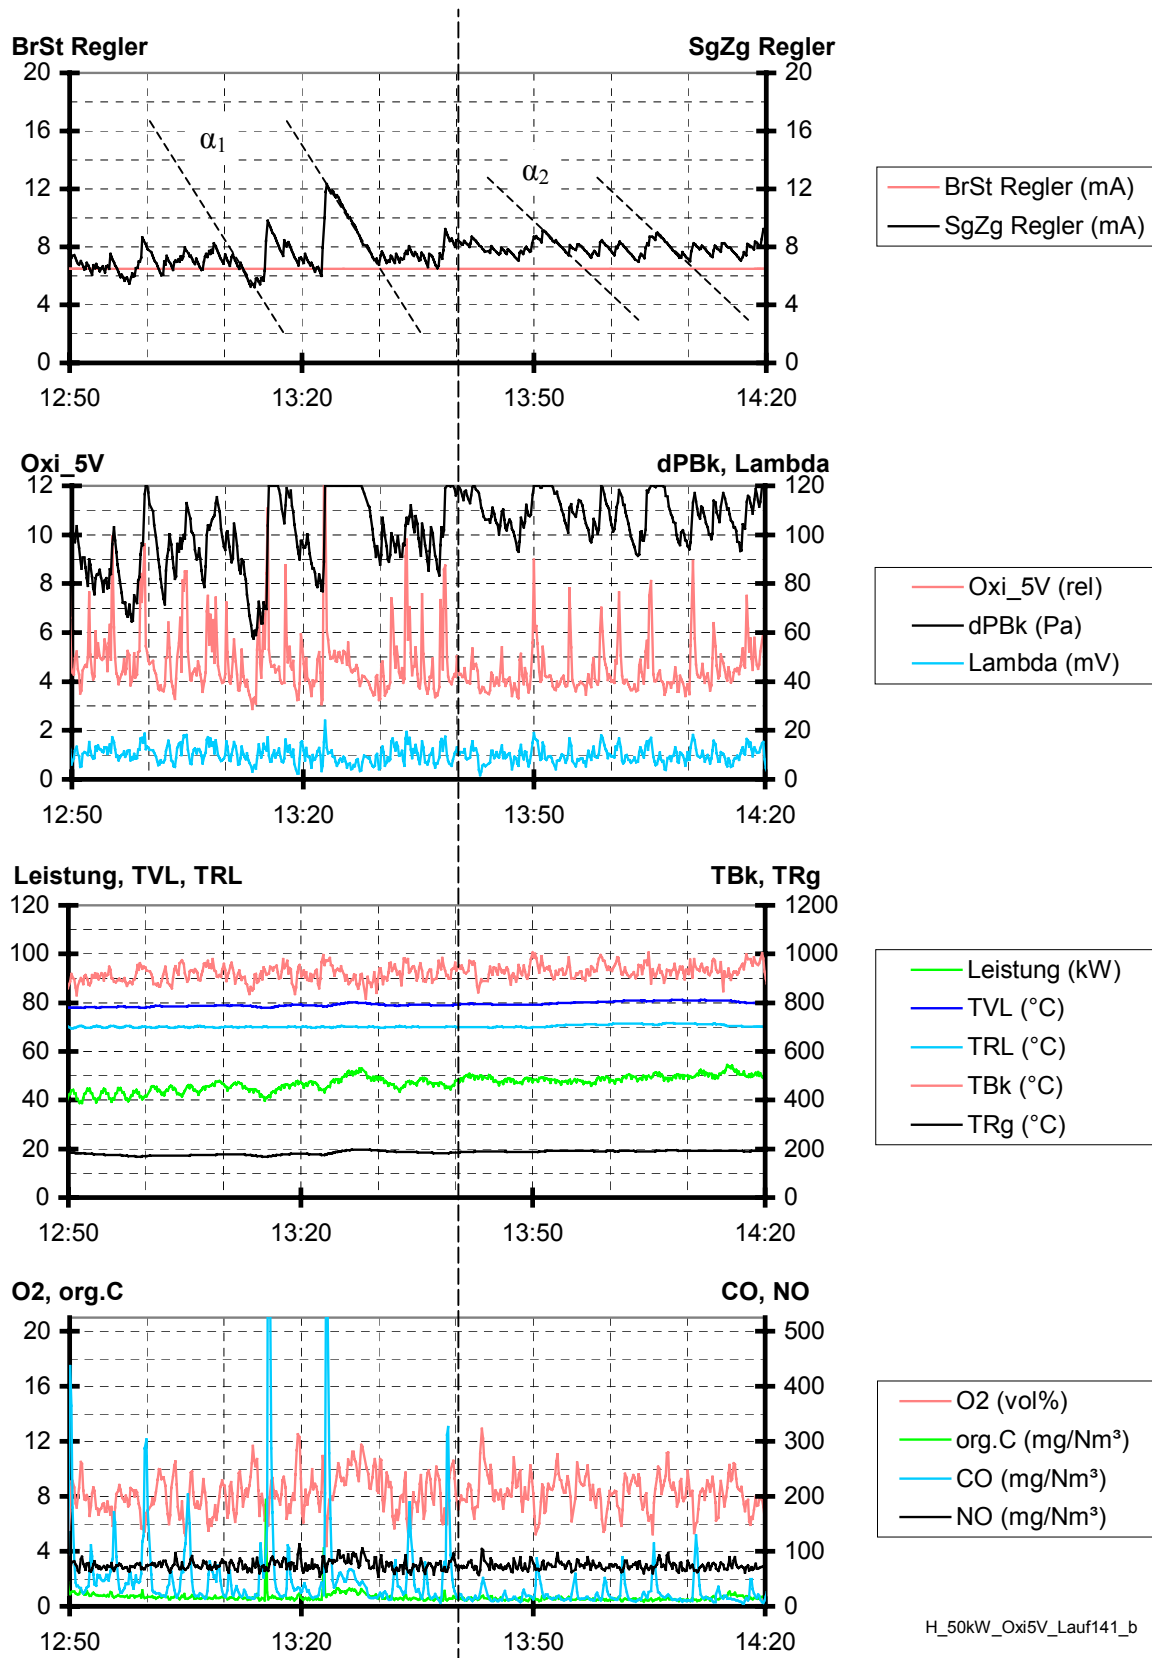 BrSt Regler SgZg Regler
20 20
16 16
α1
α2
12 12
8 8
4 4
0 0
12:50 13:20 13:50 14:20
BrSt Regler (mA)
SgZg Regler (mA)
Oxi_5V dPBk, Lambda
12 120
10 100
8 80
6 60
4 40
2 20
0 0
12:50 13:20 13:50 14:20
Oxi_5V (rel)
dPBk (Pa)
Lambda (mV)
Leistung, TVL, TRL TBk, TRg
120 1200
100 1000
80 800
60 600
40 400
20 200
0 0
12:50 13:20 13:50 14:20
Leistung (kW)
TVL (°C)
TRL (°C)
TBk (°C)
TRg (°C)
O2, org.C CO, NO
20 500
16 400
12 300
8 200
4 100
0 0
12:50 13:20 13:50 14:20
O2 (vol%)
org.C (mg/Nm³)
CO (mg/Nm³)
NO (mg/Nm³)
H_50kW_Oxi5V_Lauf141_b